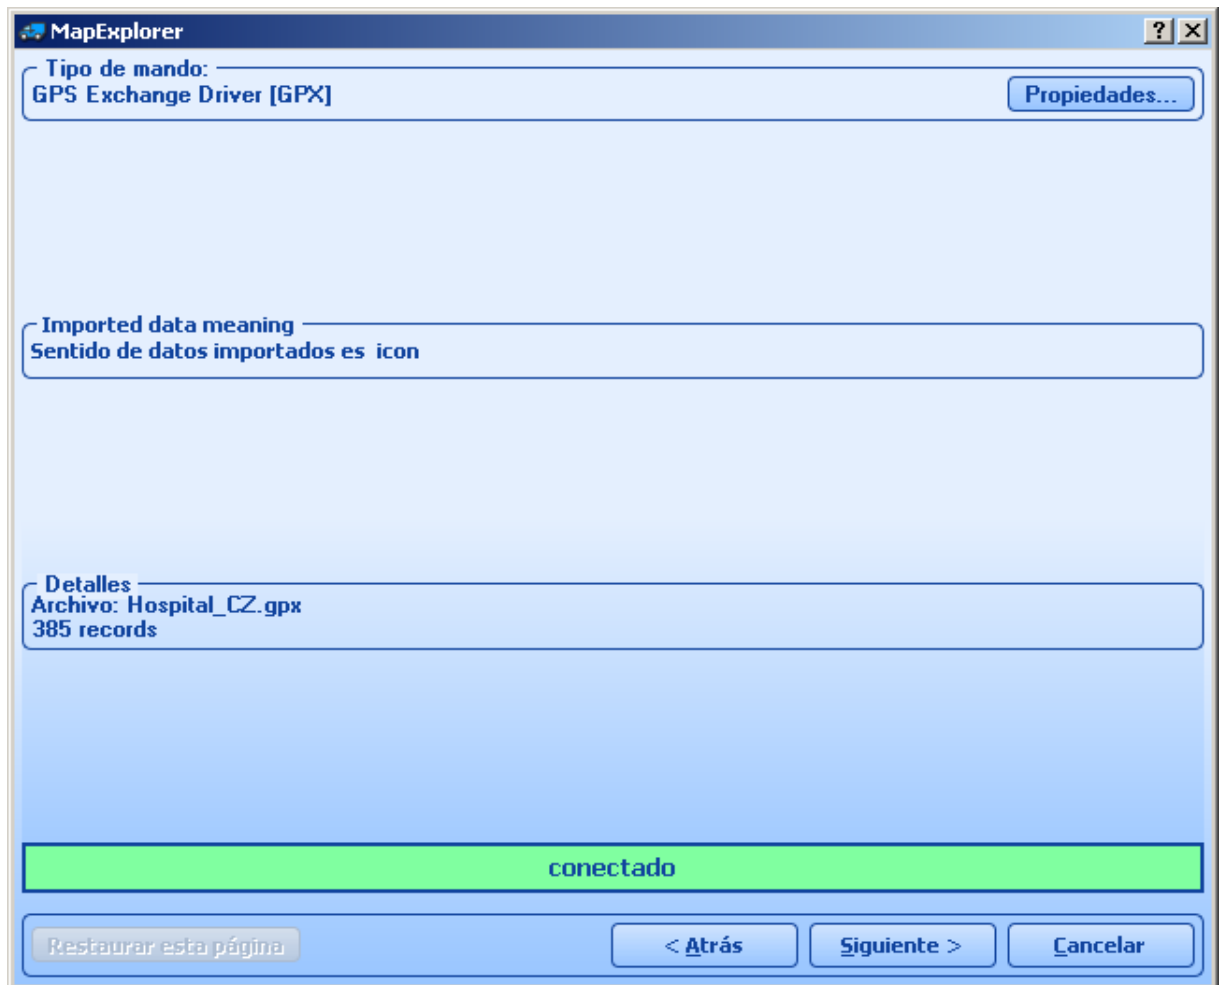 MapExplorer
? X
Tipo de mando:
GPS Exchange Driver [GPX]
Propiedades...
Imported data meaning
Sentido de datos importados es icon
Detalles
Archivo: Hospital_CZ.gpx
385 records
conectado
Restaurar esta página
< Atrás
Siguiente >
Cancelar